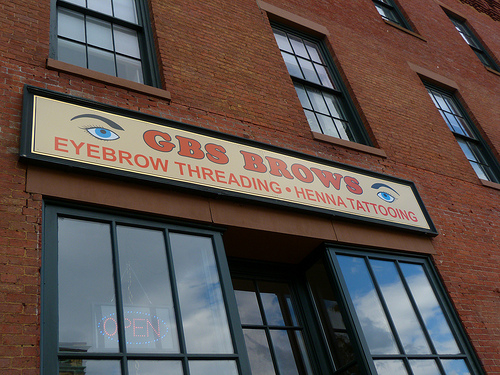 GBS BROWS
EYEBROW THREADING • HENNA TATTOOING
OPEN